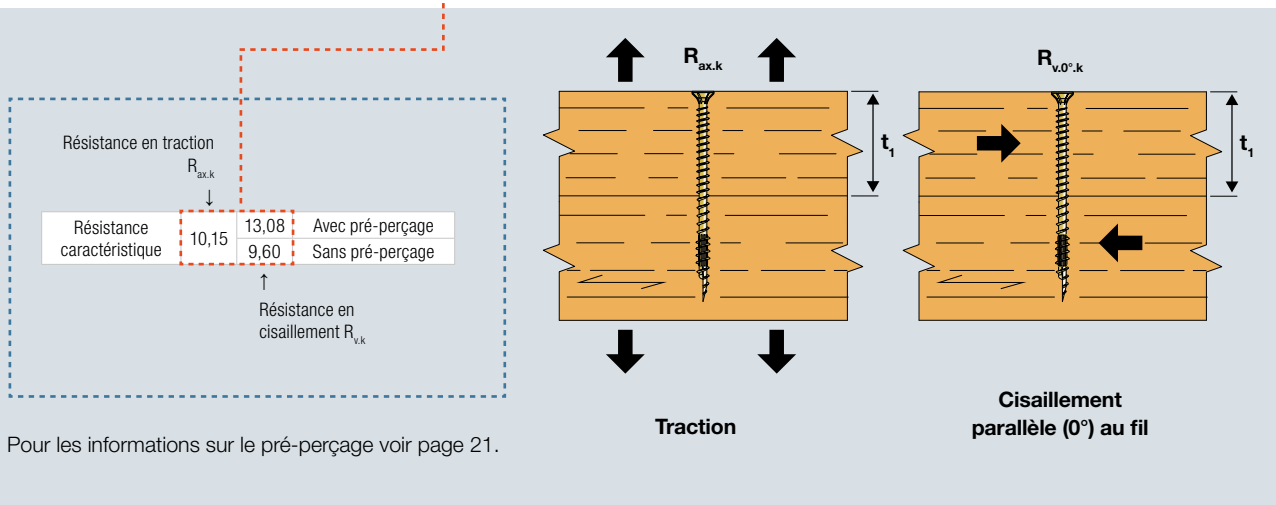 Résistance en traction
R ax.k
↓
Résistance caractéristique 10,15 13,08 Avec pré-perçage
9,60 Sans pré-perçage
↑
Résistance en
cisaillement R v.k
Pour les informations sur le pré-perçage voir page 21.
R ax.k
t 1
Traction
R v.0°.k
t 1
Cisaillement
parallèle (0°) au fil